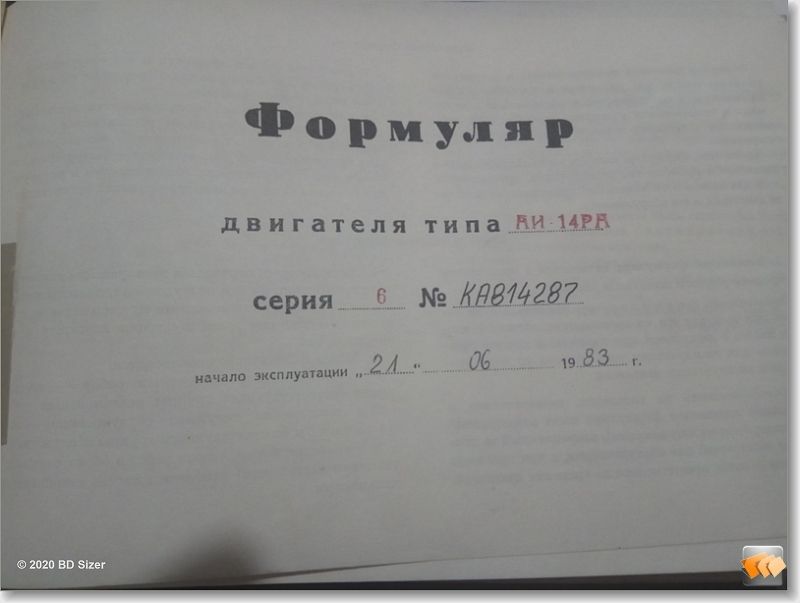 Формуляр
двигателя типа АИ-14РА
серия 6 № КАВ14287
начало эксплуатации „21“ 06 1983 г.
© 2020 BD Sizer